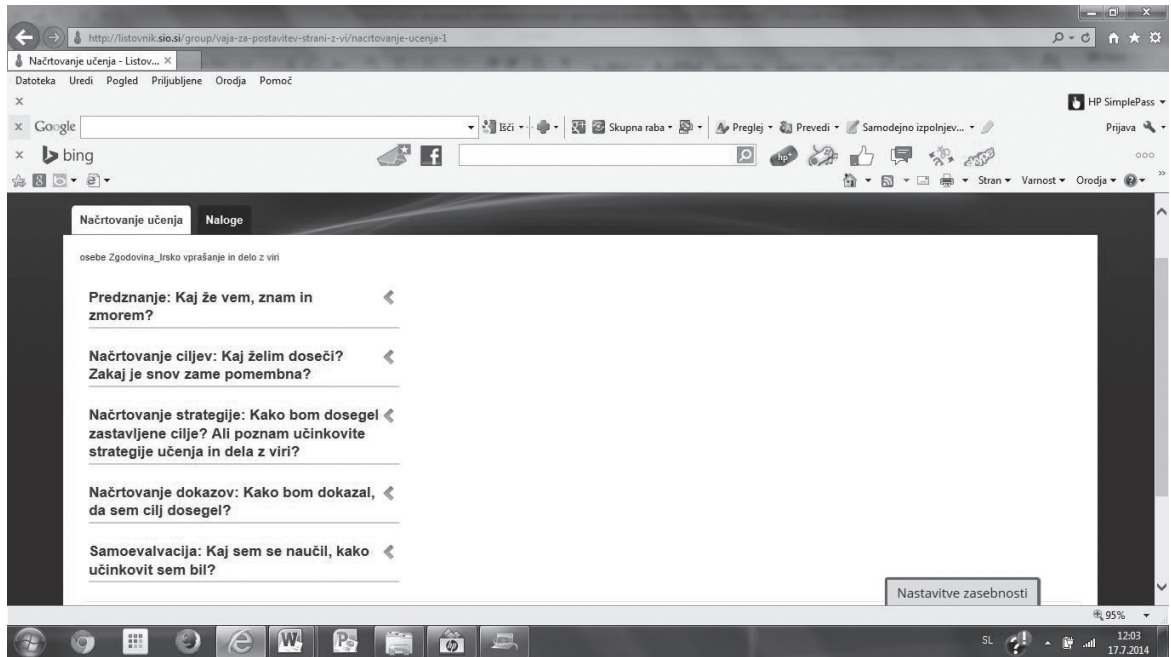 http://listovnik.sio.si/group/vaja-za-postavitev-strani-z-vi/nacrtovanje-ucenja-1
Načrtovanje učenja - Listov... ×
Datoteka Uredi Pogled Priljubljene Orodja Pomoč
x HP SimplePass
x Google Išči Skupna raba Preglej Prevedi Samodejno izpolnjev... Prijava
x bing f hp
Stran Varnost Orodja
Načrtovanje učenja Naloge
osebe Zgodovina_Irsko vprašanje in delo z viri
Predznanje: Kaj že vem, znam in
zmorem?
Načrtovanje ciljev: Kaj želim doseči?
Zakaj je snov zame pomembna?
Načrtovanje strategije: Kako bom dosegel
zastavljene cilje? Ali poznam učinkovite
strategije učenja in dela z viri?
Načrtovanje dokazov: Kako bom dokazal,
da sem cilj dosegel?
Samoevalvacija: Kaj sem se naučil, kako
učinkovit sem bil?
Nastavitve zasebnosti
95%
SL 12:03
17.7.2014